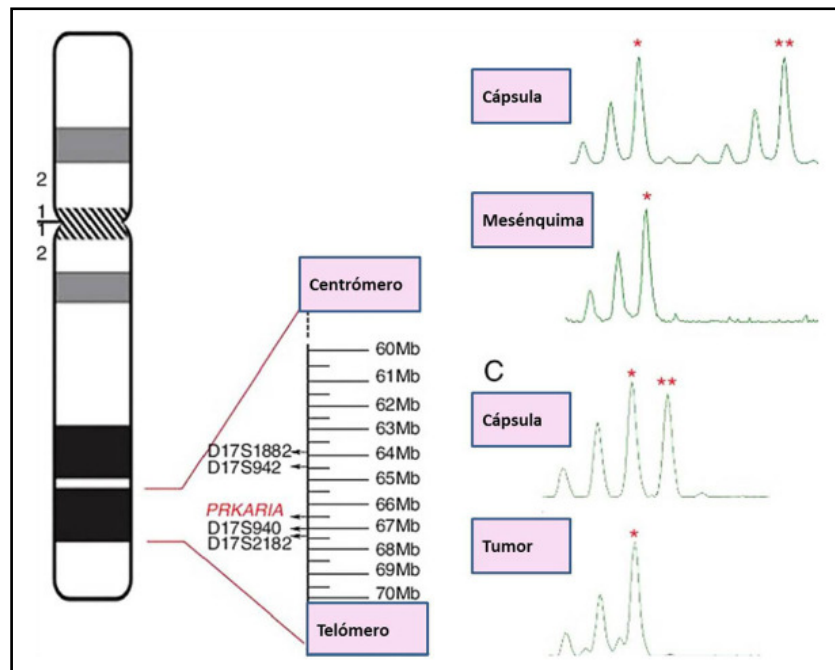 2
1
1
2
Centrómero
60Mb
61Mb
62Mb
63Mb
D17S1882
64Mb
D17S942
65Mb
PRKARIA
66Mb
D17S940
67Mb
D17S2182
68Mb
69Mb
70Mb
Telómero
* **
Cápsula
*
Mesénquima
C
* **
Cápsula
*
Tumor